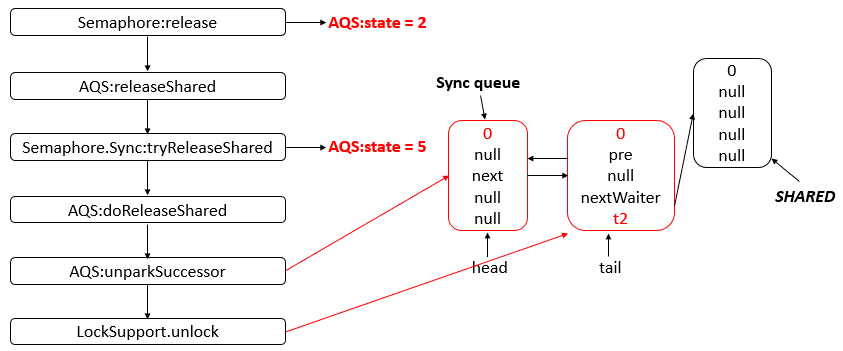 Semaphore:release
AQS:state = 2
AQS:releaseShared
Semaphore.Sync:tryReleaseShared
AQS:state = 5
AQS:doReleaseShared
AQS:unparkSuccessor
LockSupport.unlock
Sync queue
0
null
next
null
null
head
0
pre
null
nextWaiter
t2
tail
0
null
null
null
null
SHARED